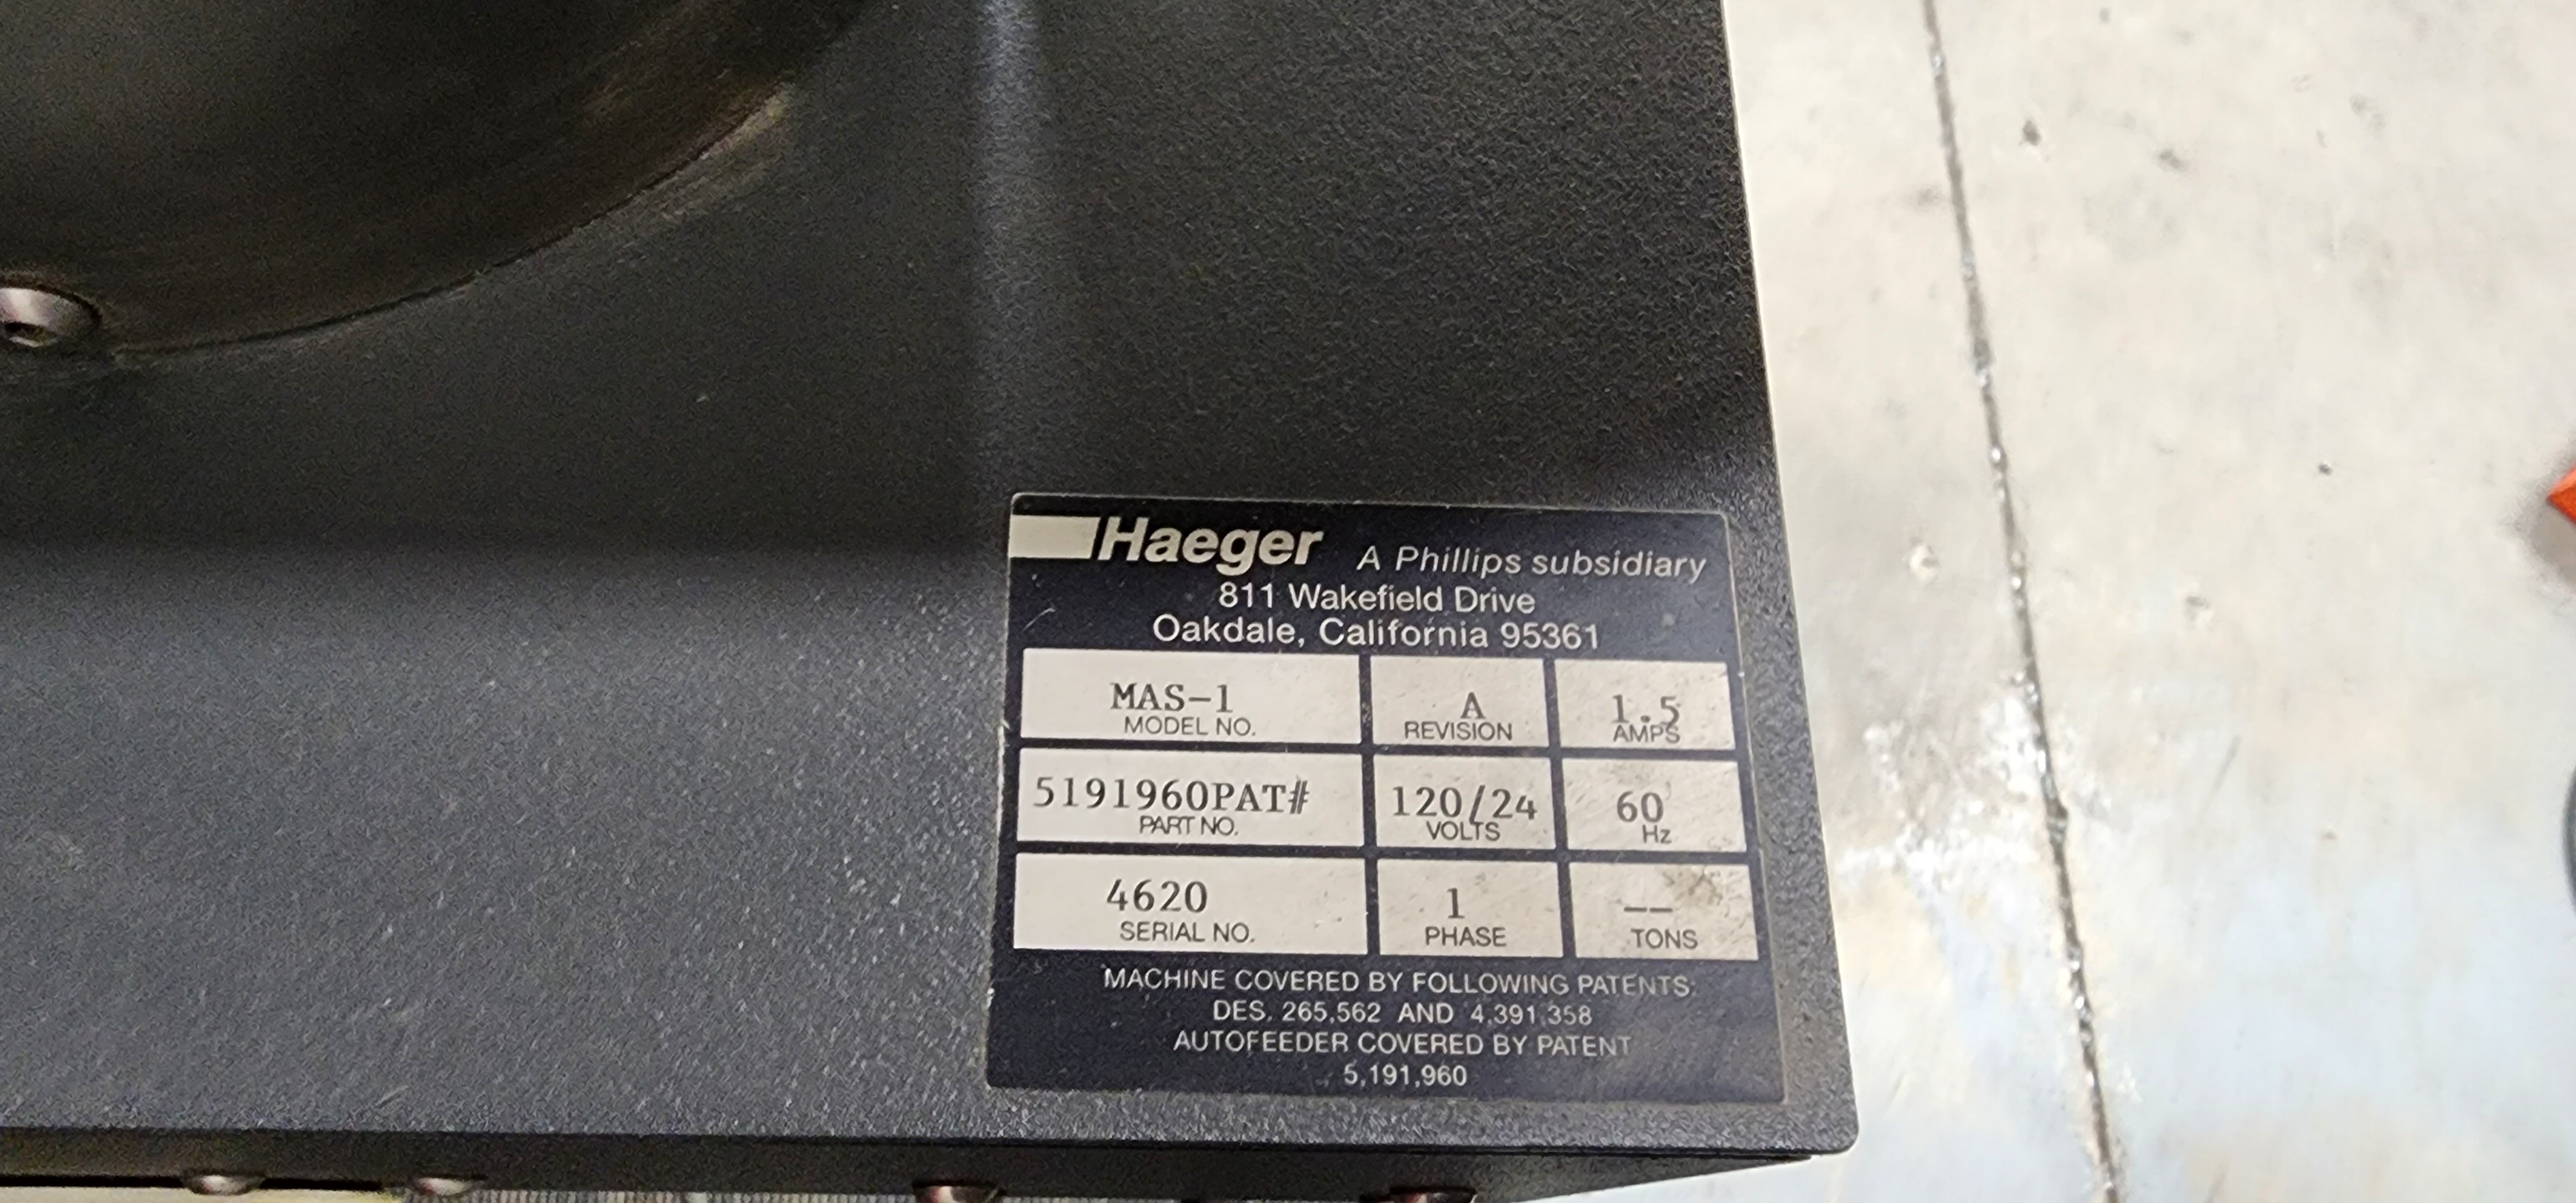 Haeger A Phillips subsidiary
811 Wakefield Drive
Oakdale, California 95361
MAS-1 A 1.5
MODEL NO. REVISION AMPS
5191960PAT# 120/24 60
PART NO. VOLTS Hz
4620 1 --
SERIAL NO. PHASE TONS
MACHINE COVERED BY FOLLOWING PATENTS:
DES. 265,562 AND 4,391,358
AUTOFEEDER COVERED BY PATENT
5,191,960